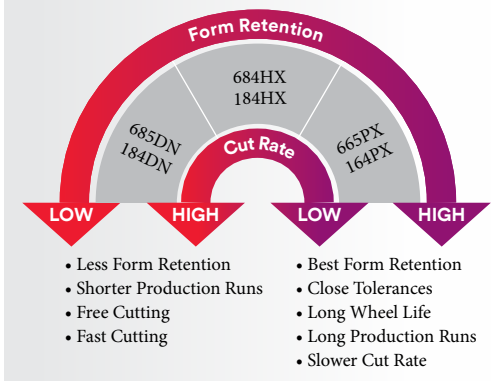 Form Retention
684HX
184HX
685DN
184DN
665PX
164PX
Cut Rate
LOW
HIGH
LOW
HIGH
• Less Form Retention
• Shorter Production Runs
• Free Cutting
• Fast Cutting
• Best Form Retention
• Close Tolerances
• Long Wheel Life
• Long Production Runs
• Slower Cut Rate